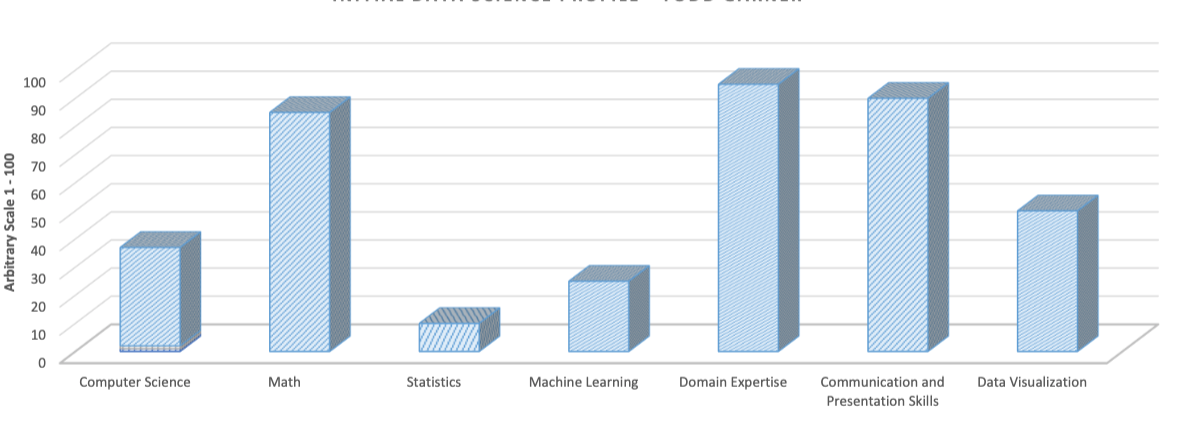 100
90
80
70
60
50
40
30
20
10
0
Arbitrary Scale 1 - 100
Computer Science
Math
Statistics
Machine Learning
Domain Expertise
Communication and
Presentation Skills
Data Visualization